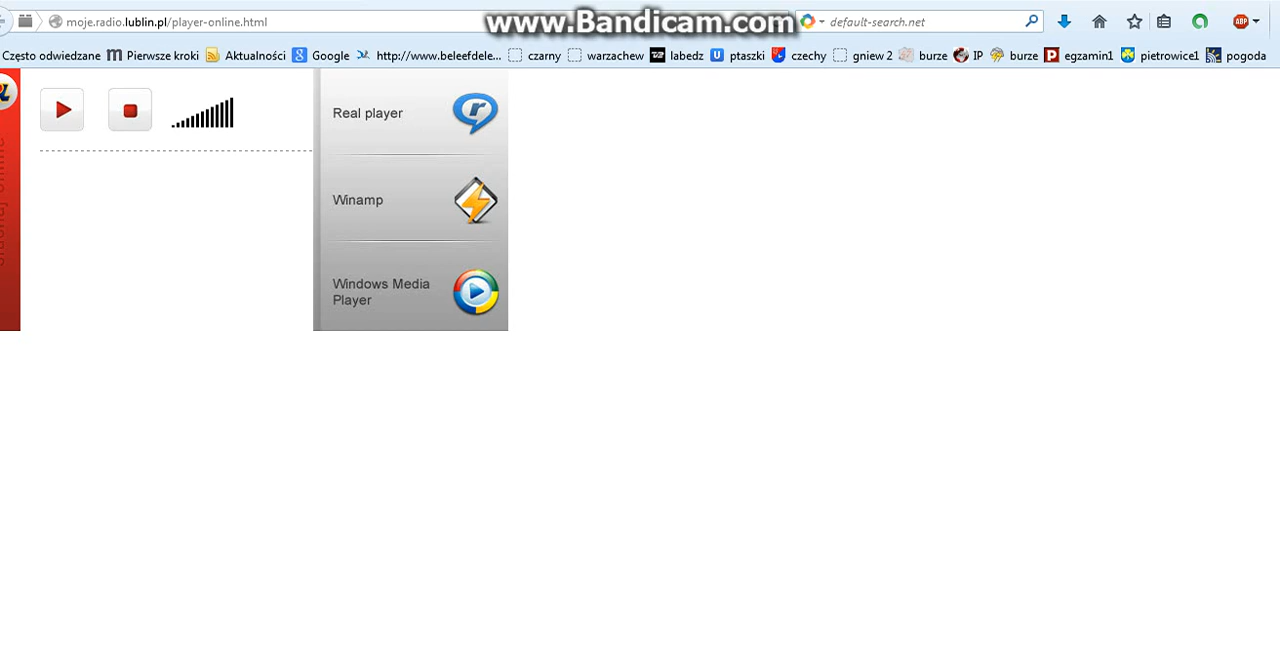 www.Bandicam.com
moje.radio.lublin.pl/player-online.html
default-search.net
ABP
Często odwiedzane Pierwsze kroki Aktualności Google http://www.beleefdele... czarny warzachew labedz ptaszki czechy gniew 2 burze IP burze egzamin1 pietrowice1 pogoda
Real player
Winamp
Windows Media
Player